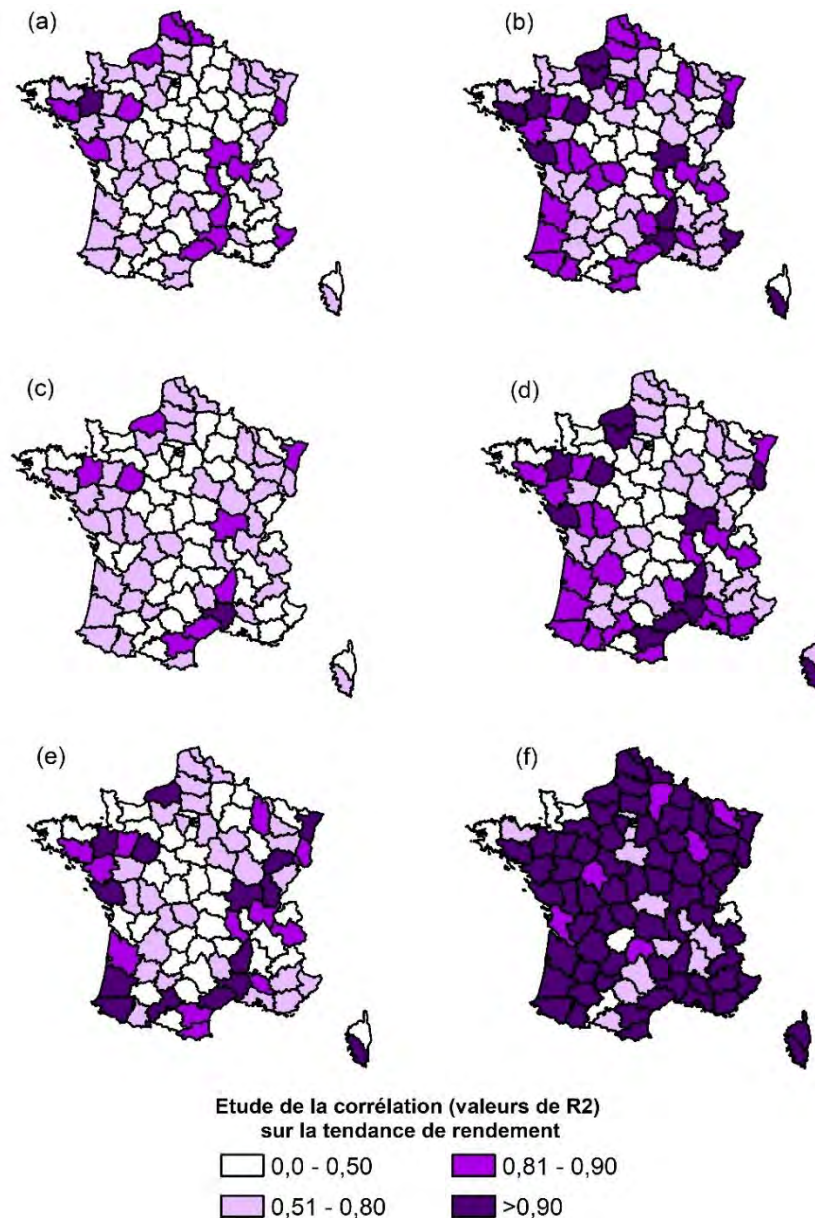 (a)
(b)
(c)
(d)
(e)
(f)
Etude de la corrélation (valeurs de R2)
sur la tendance de rendement
0,0 - 0,50
0,81 - 0,90
0,51 - 0,80
>0,90